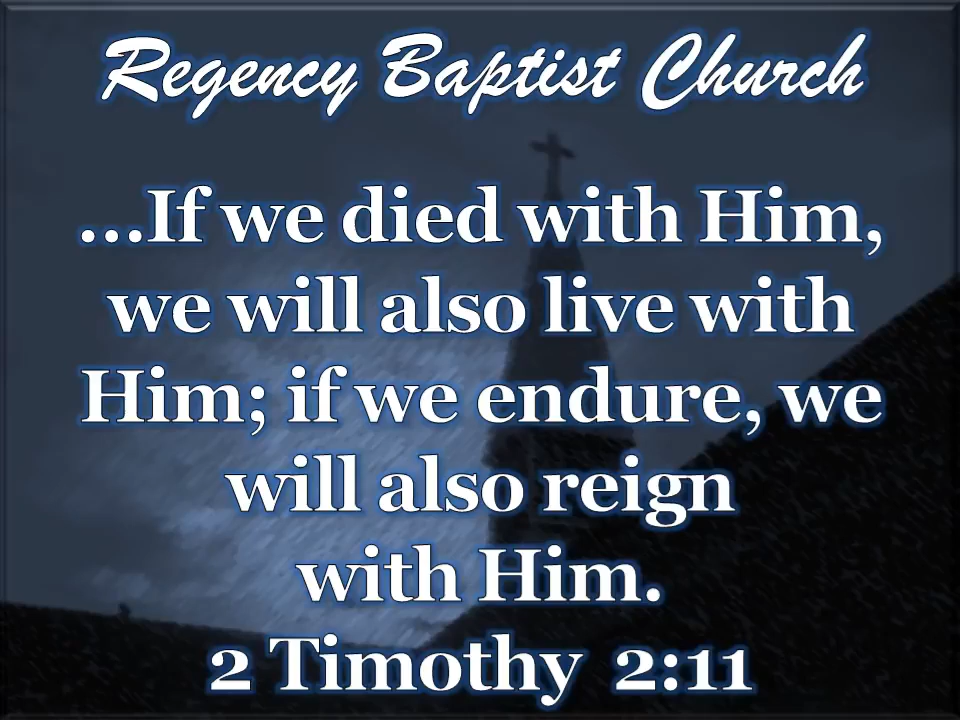 Regency Baptist Church
...If we died with Him,
we will also live with
Him; if we endure, we
will also reign
with Him.
2 Timothy 2:11